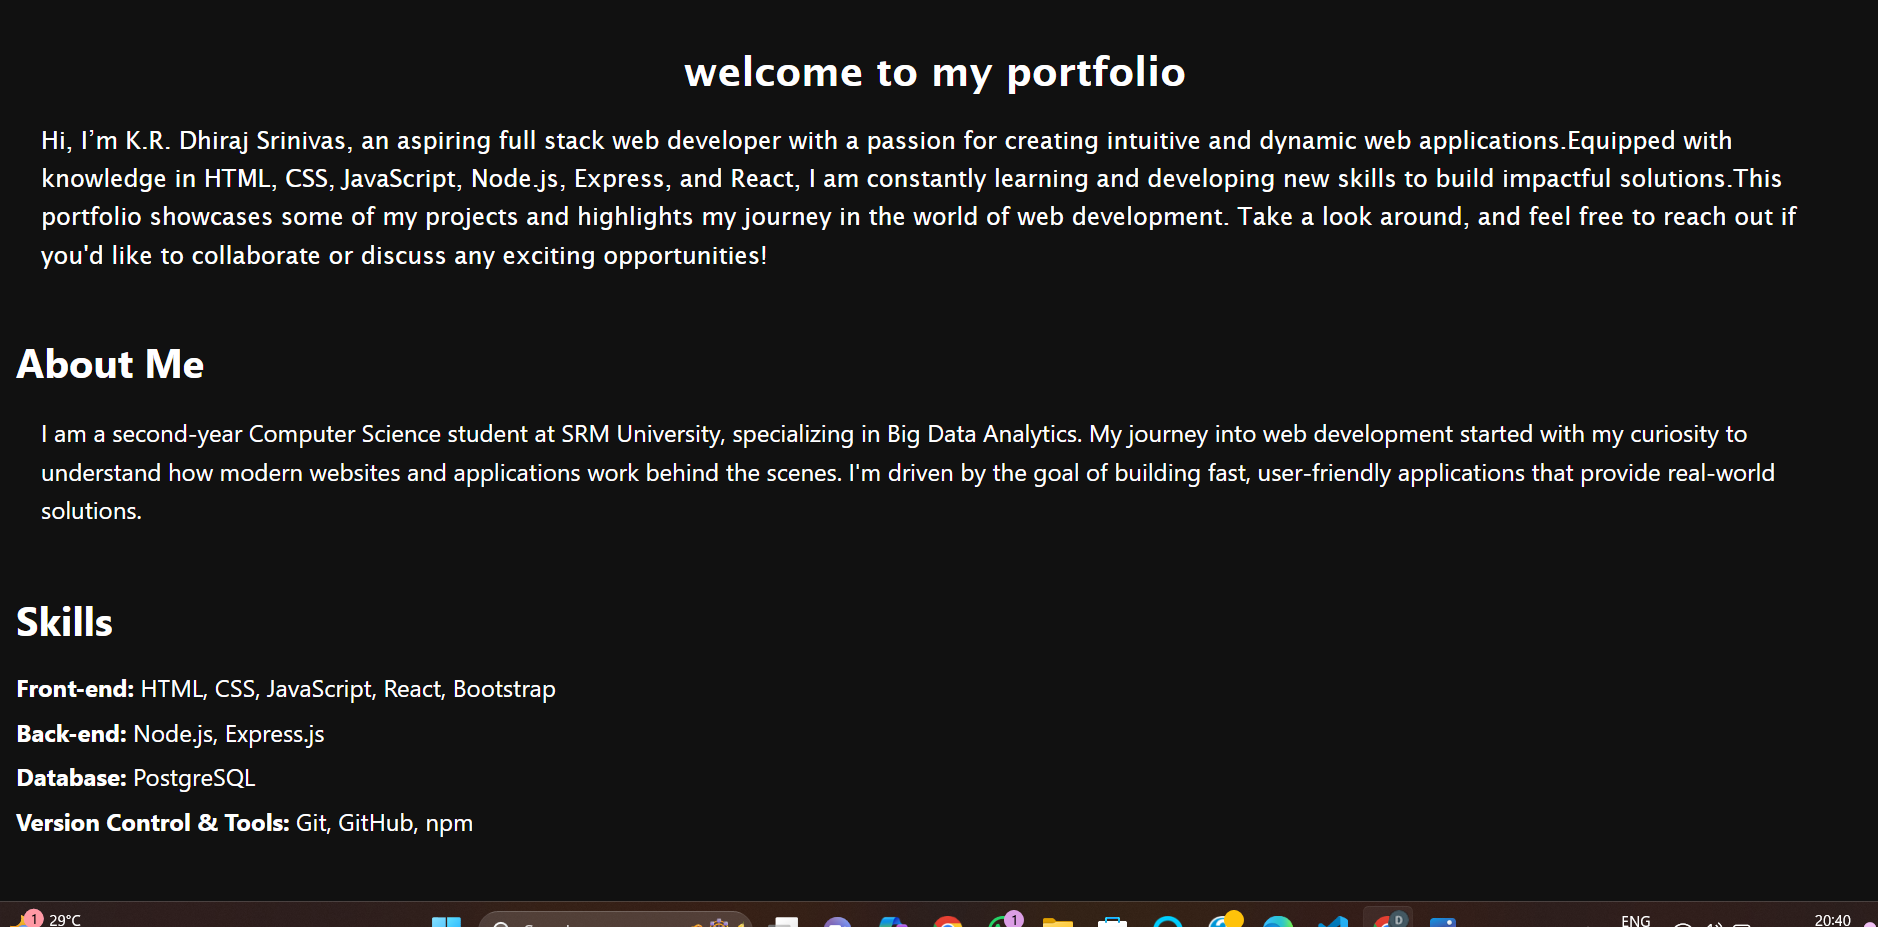 welcome to my portfolio
Hi, I’m K.R. Dhiraj Srinivas, an aspiring full stack web developer with a passion for creating intuitive and dynamic web applications.Equipped with
knowledge in HTML, CSS, JavaScript, Node.js, Express, and React, I am constantly learning and developing new skills to build impactful solutions.This
portfolio showcases some of my projects and highlights my journey in the world of web development. Take a look around, and feel free to reach out if
you'd like to collaborate or discuss any exciting opportunities!
About Me
I am a second-year Computer Science student at SRM University, specializing in Big Data Analytics. My journey into web development started with my curiosity to
understand how modern websites and applications work behind the scenes. I'm driven by the goal of building fast, user-friendly applications that provide real-world
solutions.
Skills
Front-end: HTML, CSS, JavaScript, React, Bootstrap
Back-end: Node.js, Express.js
Database: PostgreSQL
Version Control & Tools: Git, GitHub, npm
1 29°C 1 D ENG 20:40